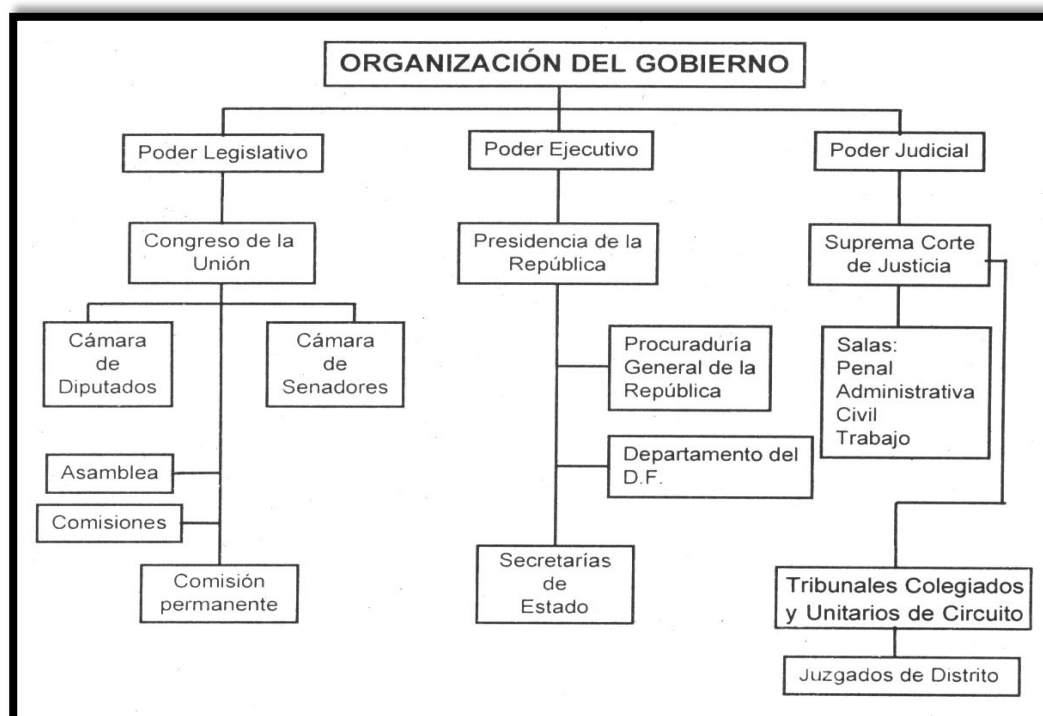 ORGANIZACIÓN DEL GOBIERNO
Poder Legislativo
Poder Ejecutivo
Poder Judicial
Congreso de la
Unión
Presidencia de la
República
Suprema Corte
de Justicia
Cámara
de
Diputados
Cámara
de
Senadores
Procuraduría
General de la
República
Salas:
Penal
Administrativa
Civil
Trabajo
Asamblea
Departamento del
D.F.
Comisiones
Comisión
permanente
Secretarías
de
Estado
Tribunales Colegiados
y Unitarios de Circuito
Juzgados de Distrito